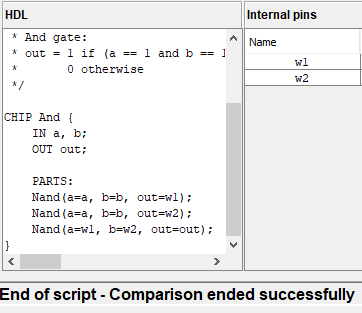 HDL
Internal pins
 * And gate:
 * out = 1 if (a == 1 and b == 1
 *       0 otherwise
 */
CHIP And {
    IN a, b;
    OUT out;
    PARTS:
    Nand(a=a, b=b, out=w1);
    Nand(a=a, b=b, out=w2);
    Nand(a=w1, b=w2, out=out);
}
Name
w1
w2
End of script - Comparison ended successfully